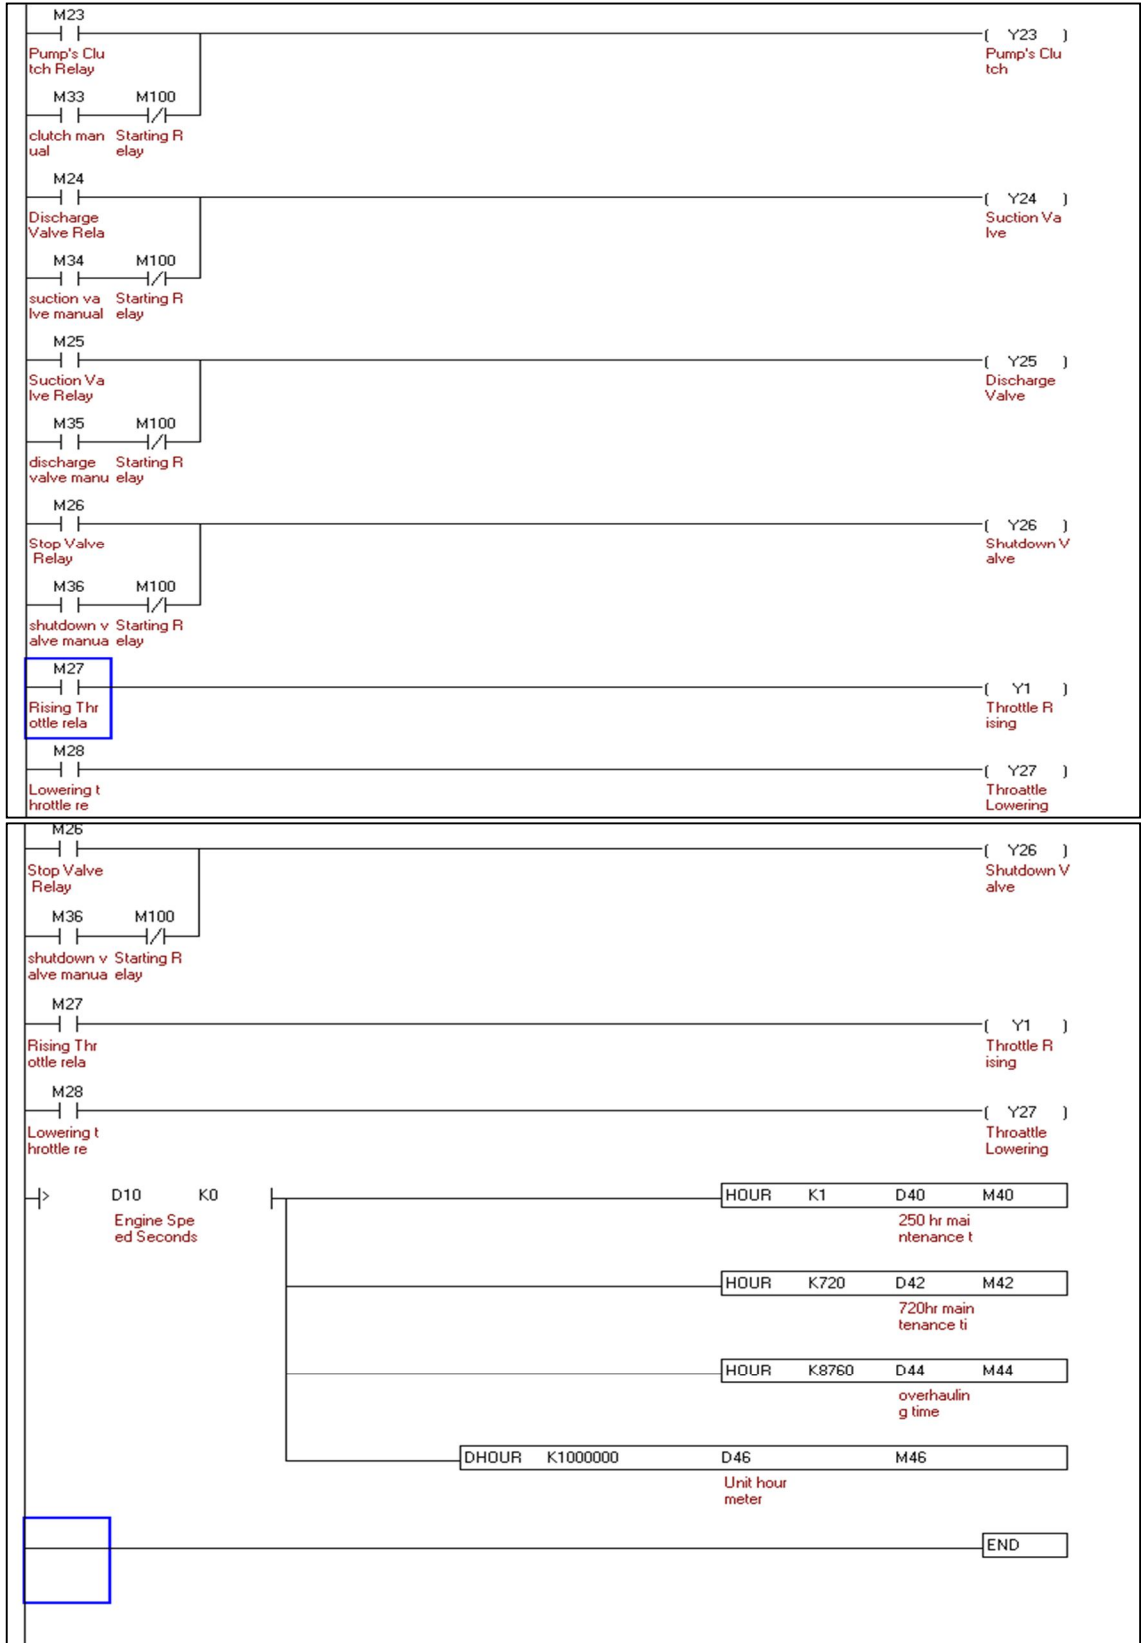 M23
( Y23 )
Pump's Clu
tch Relay
Pump's Clu
tch
M33 M100
clutch man Starting R
ual elay
M24
( Y24 )
Discharge
Valve Rela
Suction Va
lve
M34 M100
suction va Starting R
lve manual elay
M25
( Y25 )
Suction Va
lve Relay
Discharge
Valve
M35 M100
discharge Starting R
valve manu elay
M26
( Y26 )
Stop Valve
Relay
Shutdown V
alve
M36 M100
shutdown v Starting R
alve manua elay
M27
( Y1 )
Rising Thr
ottle rela
Throttle R
ising
M28
( Y27 )
Lowering t
hrottle re
Throattle
Lowering
M26
( Y26 )
Stop Valve
Relay
Shutdown V
alve
M36 M100
shutdown v Starting R
alve manua elay
M27
( Y1 )
Rising Thr
ottle rela
Throttle R
ising
M28
( Y27 )
Lowering t
hrottle re
Throattle
Lowering
> D10 K0
Engine Spe
ed Seconds
HOUR K1 D40 M40
250 hr mai
ntenance t
HOUR K720 D42 M42
720hr main
tenance ti
HOUR K8760 D44 M44
overhaulin
g time
DHOUR K1000000 D46 M46
Unit hour
meter
END